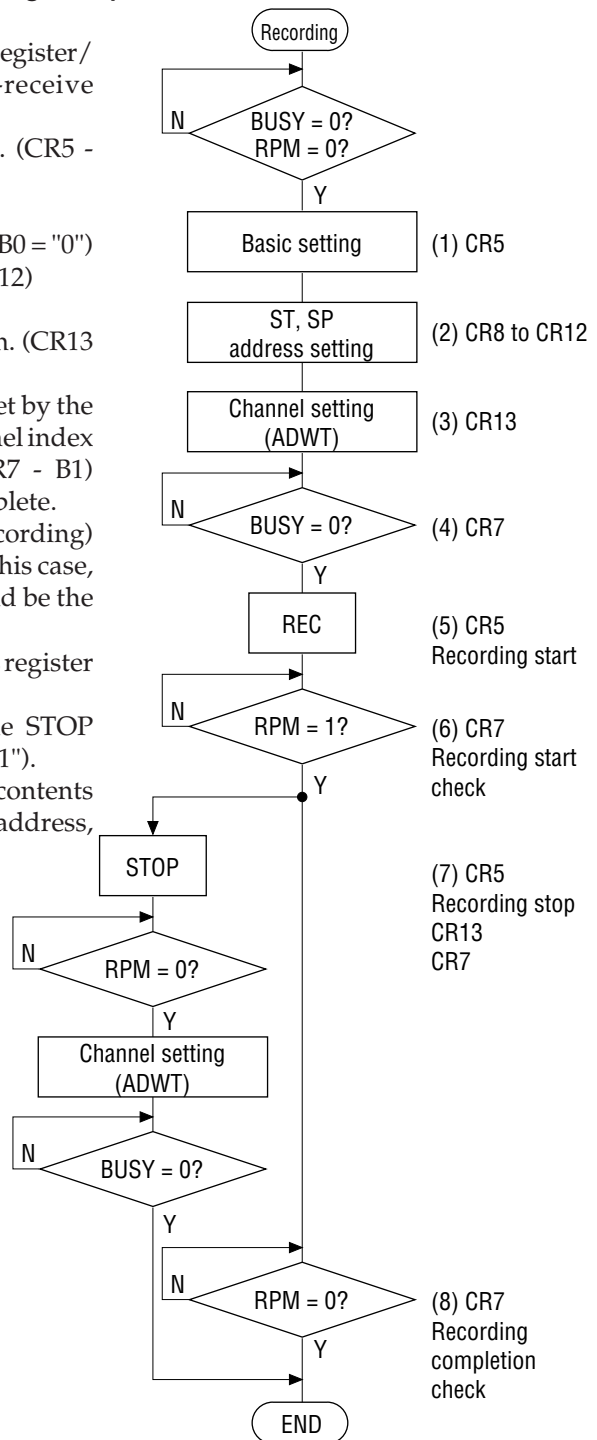 egister/
-receive
. (CR5 -
B0 = "0")
12)
n. (CR13
et by the
nel index
R7 - B1)
plete.
cording)
his case,
d be the
register
e STOP
1").
contents
address,
Recording
N
BUSY = 0?
RPM = 0?
Y
Basic setting
(1) CR5
ST, SP
address setting
(2) CR8 to CR12
Channel setting
(ADWT)
(3) CR13
N
BUSY = 0?
(4) CR7
Y
REC
(5) CR5
Recording start
N
RPM = 1?
(6) CR7
Recording start
check
Y
STOP
(7) CR5
Recording stop
CR13
CR7
N
RPM = 0?
Y
Channel setting
(ADWT)
N
BUSY = 0?
Y
N
RPM = 0?
(8) CR7
Recording
completion
check
Y
END